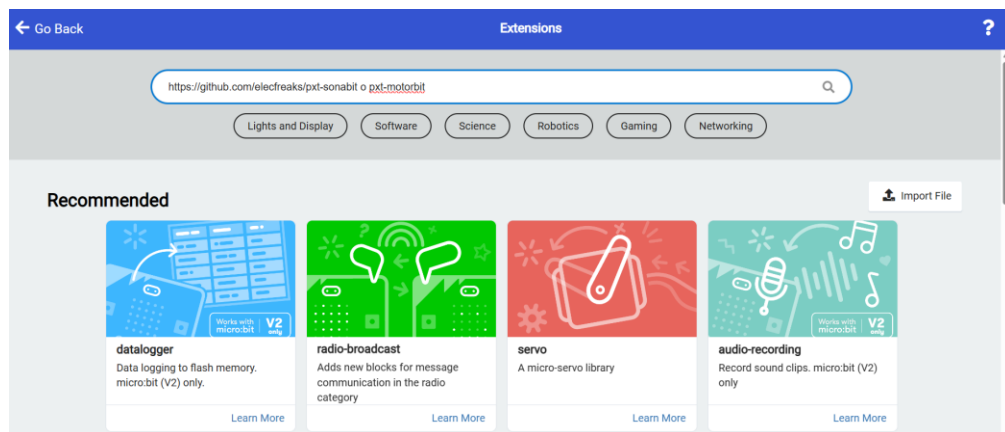 Go Back
Extensions
?
https://github.com/elecfreaks/pxt-sonabit o pxt-motorbit
Lights and Display
Software
Science
Robotics
Gaming
Networking
Recommended
Import File
Works with
micro:bit
V2
only
Works with
micro:bit
V2
only
datalogger
Data logging to flash memory.
micro:bit (V2) only.
Learn More
radio-broadcast
Adds new blocks for message
communication in the radio
category
Learn More
servo
A micro-servo library
Learn More
audio-recording
Record sound clips. micro:bit (V2)
only
Learn More